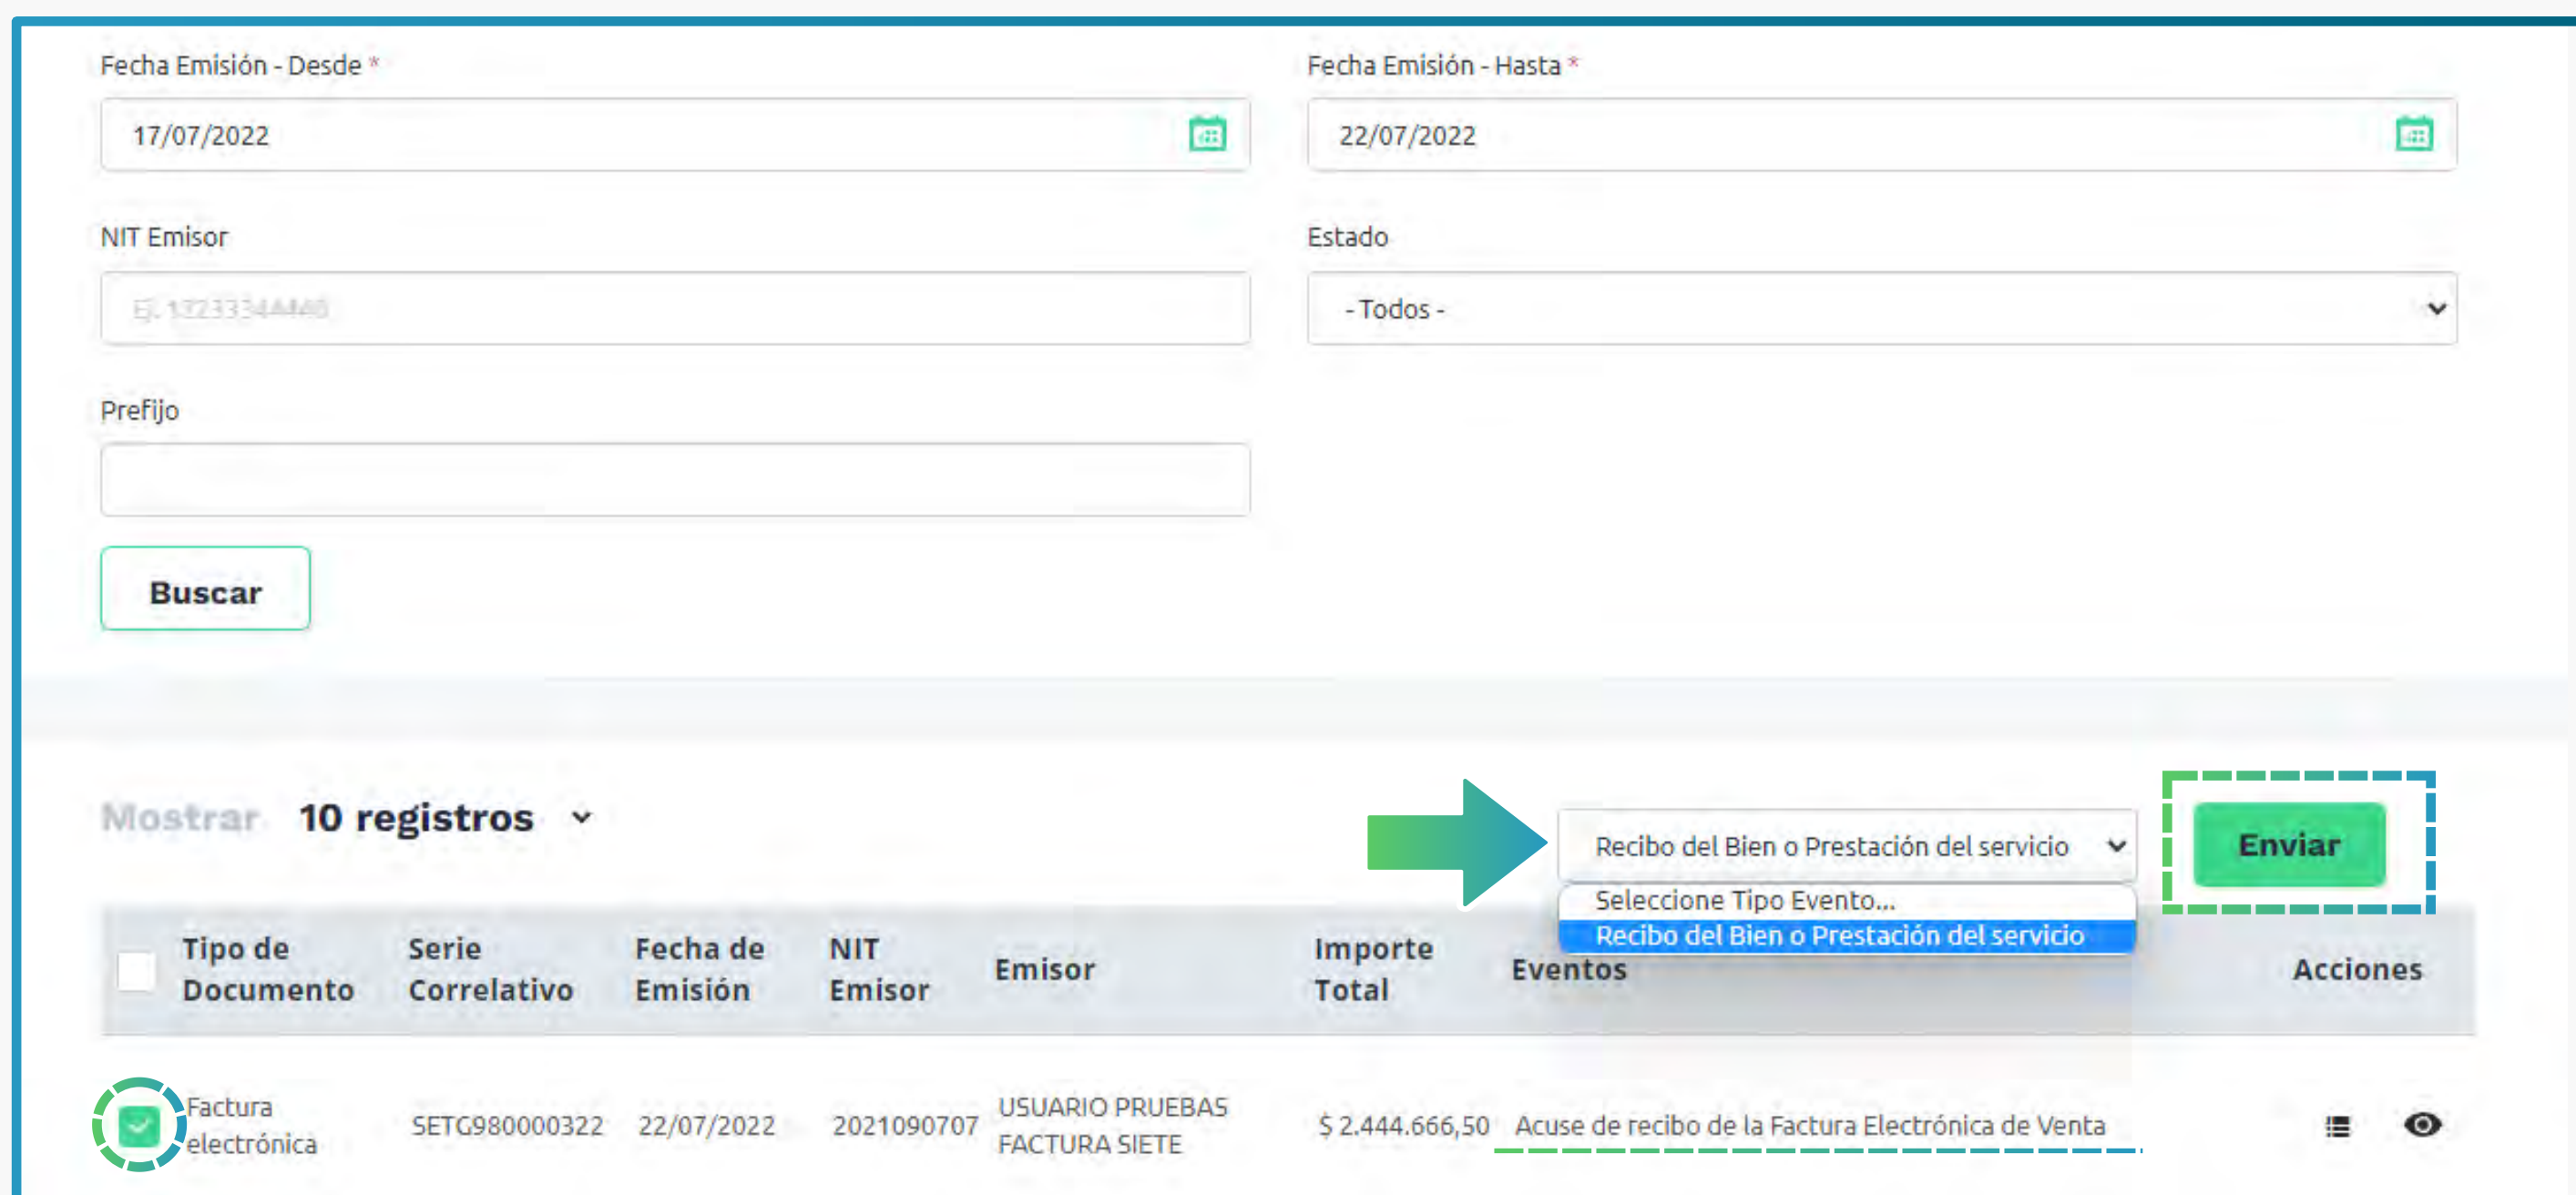 Fecha Emisión - Desde *
Fecha Emisión - Hasta *
17/07/2022
22/07/2022
NIT Emisor
Estado
Ej.
- Todos -
Prefijo
Buscar
Mostrar 10 registros
Recibo del Bien o Prestación del servicio
Enviar
Seleccione Tipo Evento...
Recibo del Bien o Prestación del servicio
Tipo de Documento
Serie Correlativo
Fecha de Emisión
NIT Emisor
Emisor
Importe Total
Eventos
Acciones
Factura electrónica
SETG980000322
22/07/2022
2021090707
USUARIO PRUEBAS FACTURA SIETE
$ 2.444.666,50
Acuse de recibo de la Factura Electrónica de Venta